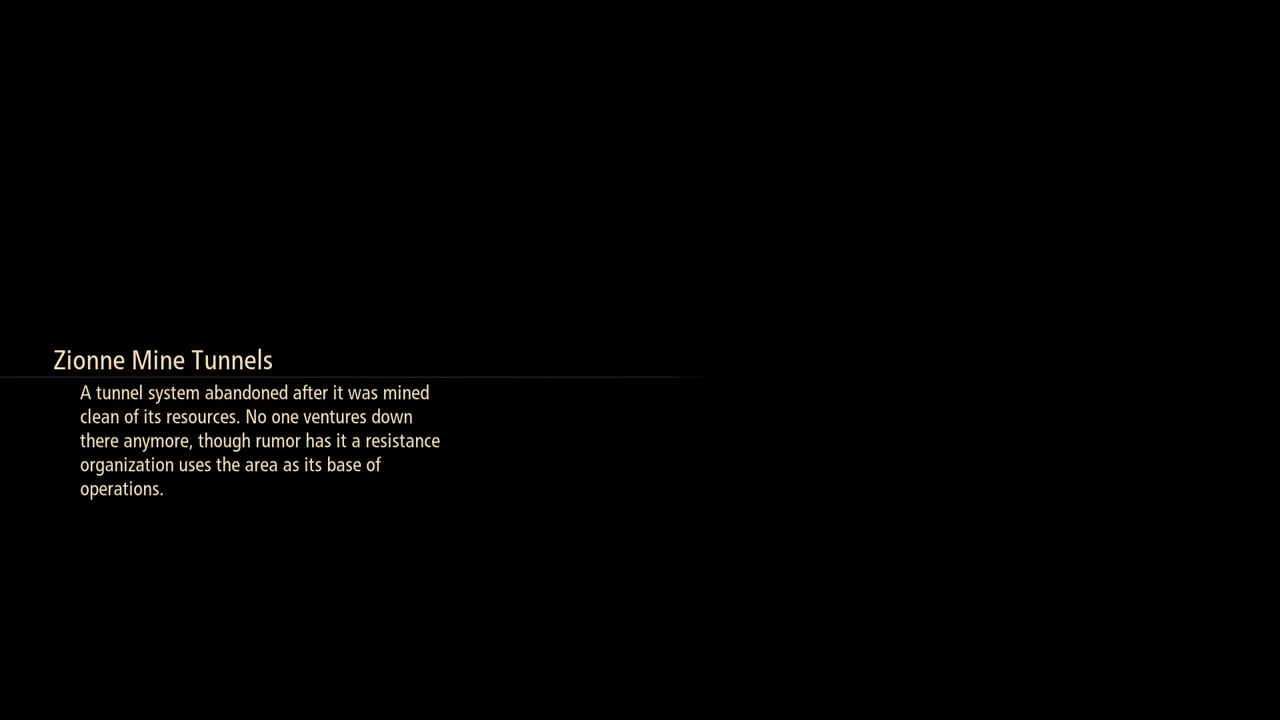 Zionne Mine Tunnels
A tunnel system abandoned after it was mined
clean of its resources. No one ventures down
there anymore, though rumor has it a resistance
organization uses the area as its base of
operations.